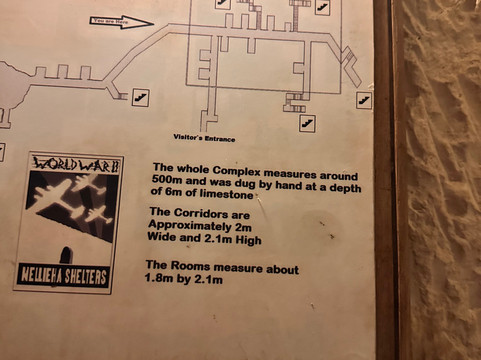 You are Here
Visitor's Entrance
WORLD WAR II
MELLIEHA SHELTERS
The whole Complex measures around
500m and was dug by hand at a depth
of 6m of limestone
The Corridors are
Approximately 2m
Wide and 2.1m High
The Rooms measure about
1.8m by 2.1m